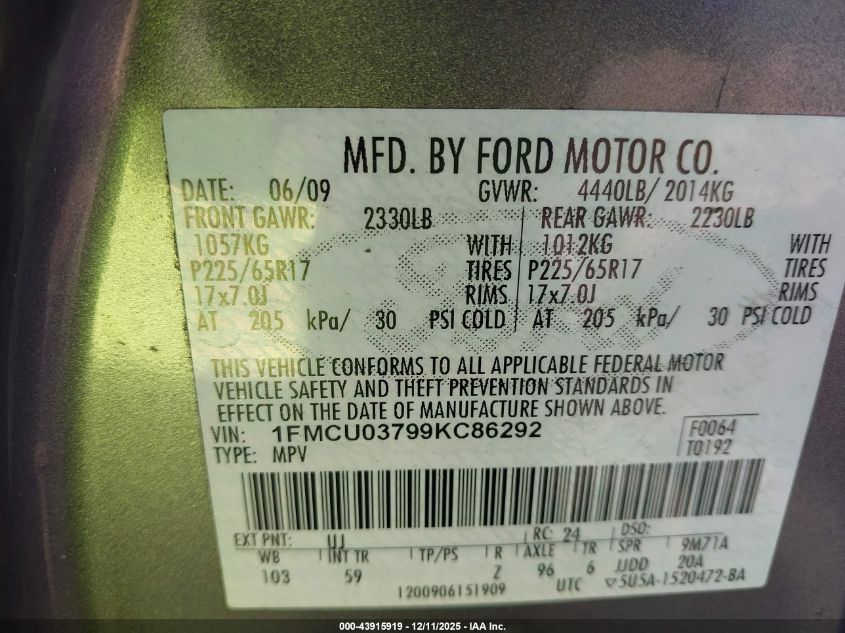 MFD. BY FORD MOTOR CO.
DATE: 06/09 GVWR: 4440LB/ 2014KG
FRONT GAWR: 2330LB REAR GAWR: 2230LB
1057KG WITH 1012KG WITH
P225/65R17 TIRES P225/65R17 TIRES
17x7.0J RIMS 17x7.0J RIMS
AT 205 kPa/ 30 PSI COLD AT 205 kPa/ 30 PSI COLD
THIS VEHICLE CONFORMS TO ALL APPLICABLE FEDERAL MOTOR
VEHICLE SAFETY AND THEFT PREVENTION STANDARDS IN
EFFECT ON THE DATE OF MANUFACTURE SHOWN ABOVE.
VIN: 1FMCU03799KC86292 F0064
TYPE: MPV T0192
EXT PNT: UJ RC: 24 DSO:
WB INT TR TP/PS R AXLE TR SPR 9M71A
103 59 Z 96 6 JJDD 20A
1200906151909 UTC 5U5A-1520472-BA
000-43915919 - 12/11/2025 - IAA Inc.